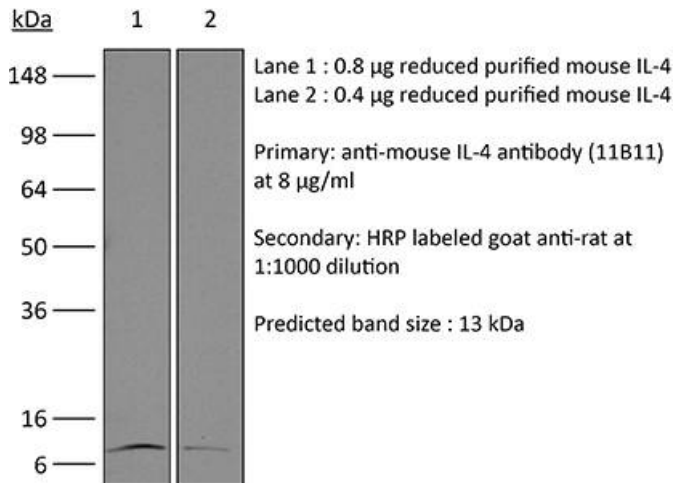 kDa
1 2
148
98
64
50
36
16
6
Lane 1 : 0.8 µg reduced purified mouse IL-4
Lane 2 : 0.4 µg reduced purified mouse IL-4
Primary: anti-mouse IL-4 antibody (11B11)
at 8 µg/ml
Secondary: HRP labeled goat anti-rat at
1:1000 dilution
Predicted band size : 13 kDa